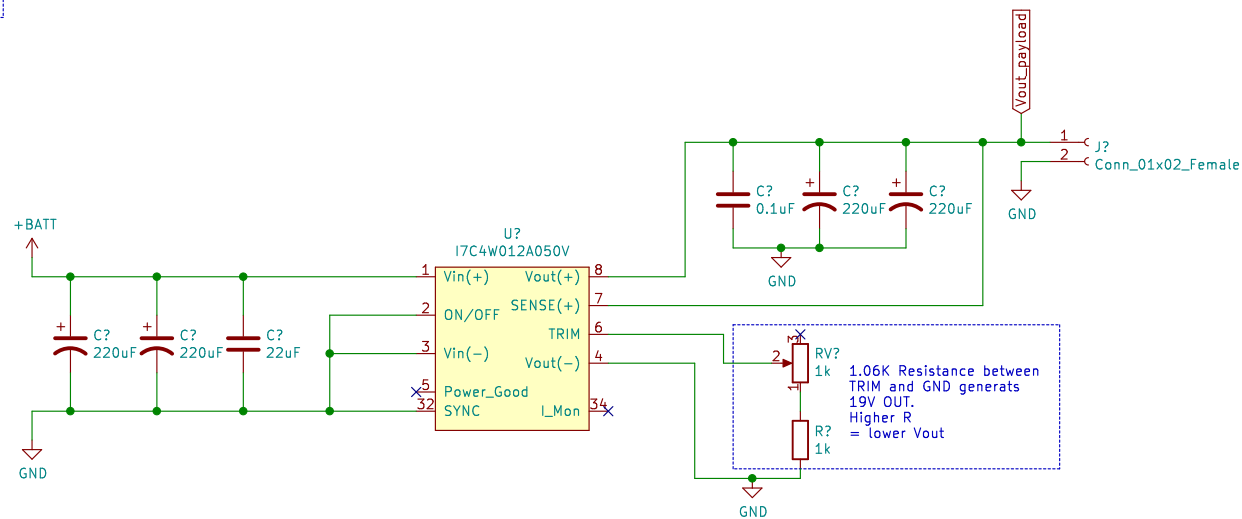 Vout_payload
1
J?
2
Conn_01x02_Female
GND
C?
0.1uF
+
C?
220uF
+
C?
220uF
GND
+BATT
U?
I7C4W012A050V
1
Vin(+)
Vout(+)
8
2
ON/OFF
SENSE(+)
7
3
Vin(-)
TRIM
6
Vout(-)
4
5
Power_Good
32
SYNC
I_Mon
34
+
C?
220uF
+
C?
220uF
C?
22uF
GND
3
2
RV?
1k
1
R?
1k
1.06K Resistance between
TRIM and GND generats
19V OUT.
Higher R
= lower Vout
GND